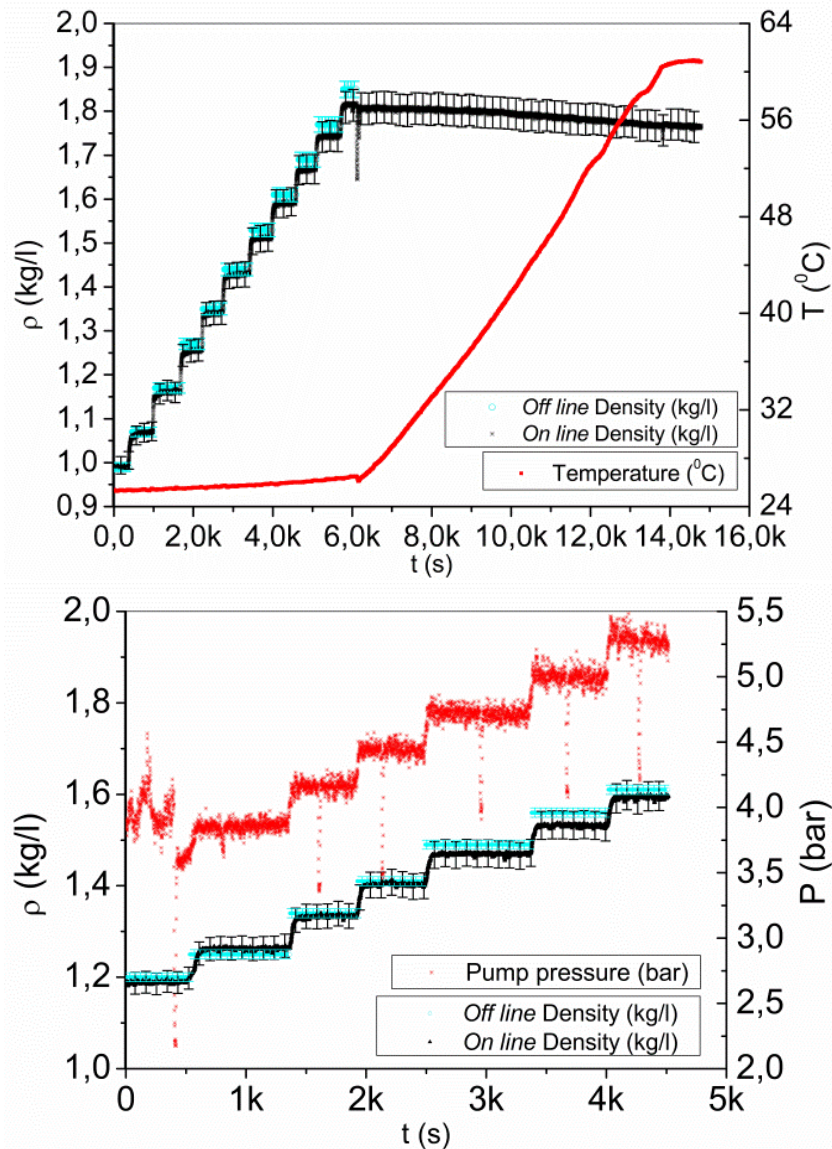 2,0
1,9
1,8
1,7
1,6
1,5
1,4
1,3
1,2
1,1
1,0
0,9
ρ (kg/l)
64
56
48
40
32
24
T (⁰C)
Off line Density (kg/l)
On line Density (kg/l)
Temperature (⁰C)
0,0 2,0k 4,0k 6,0k 8,0k 10,0k 12,0k 14,0k 16,0k
t (s)
2,0
1,8
1,6
1,4
1,2
1,0
ρ (kg/l)
5,5
5,0
4,5
4,0
3,5
3,0
2,5
2,0
P (bar)
Pump pressure (bar)
Off line Density (kg/l)
On line Density (kg/l)
0 1k 2k 3k 4k 5k
t (s)